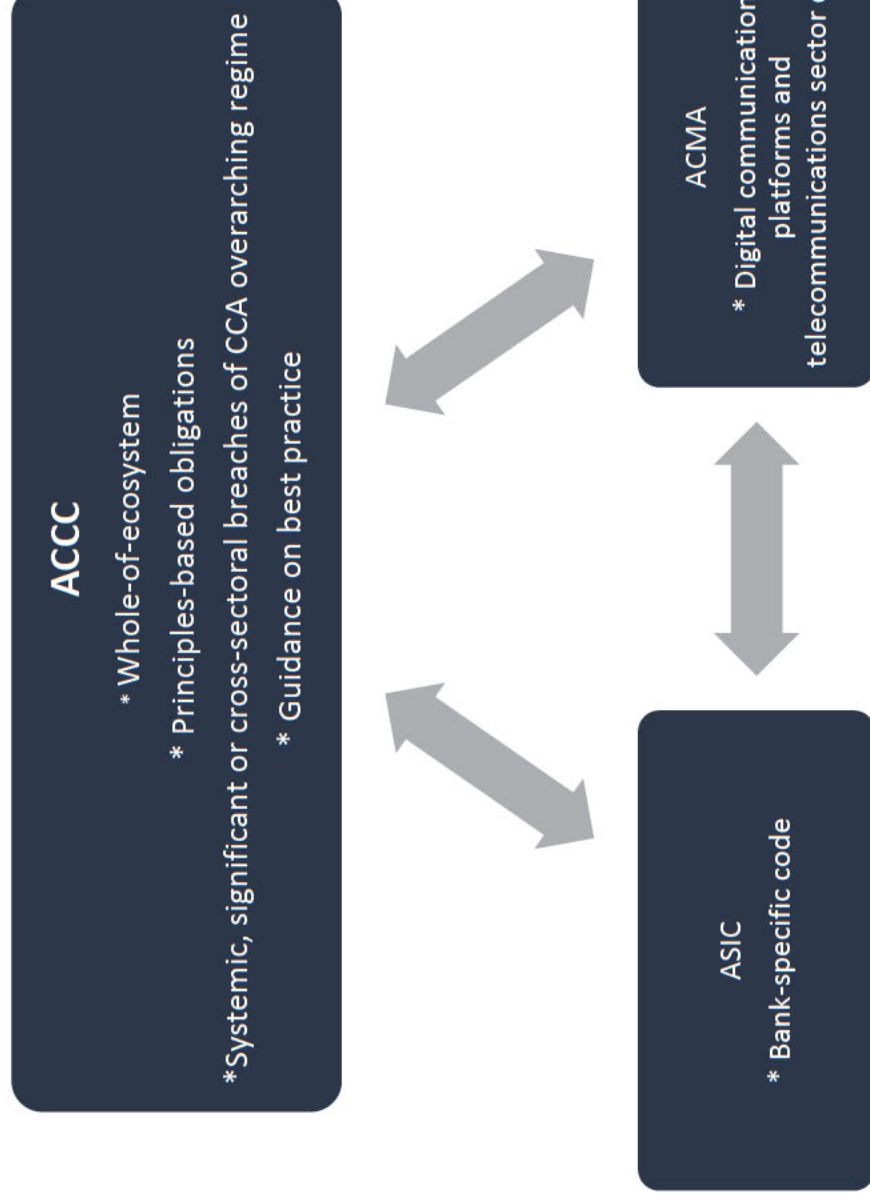 ACCC
* Whole-of-ecosystem
* Principles-based obligations
*Systemic, significant or cross-sectoral breaches of CCA overarching regime
* Guidance on best practice
ASIC
* Bank-specific code
ACMA
* Digital communication
platforms and
telecommunications sector